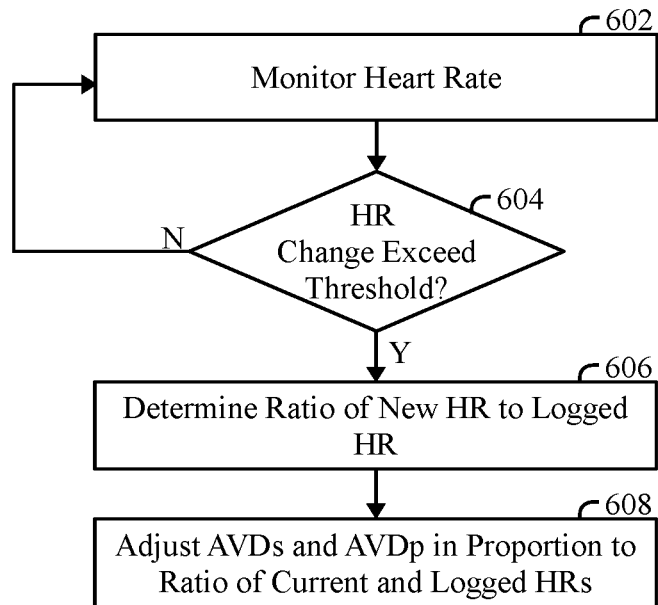 602
Monitor Heart Rate
604
HR
Change Exceed
Threshold?
N
Y
606
Determine Ratio of New HR to Logged
HR
608
Adjust AVDs and AVDp in Proportion to
Ratio of Current and Logged HRs